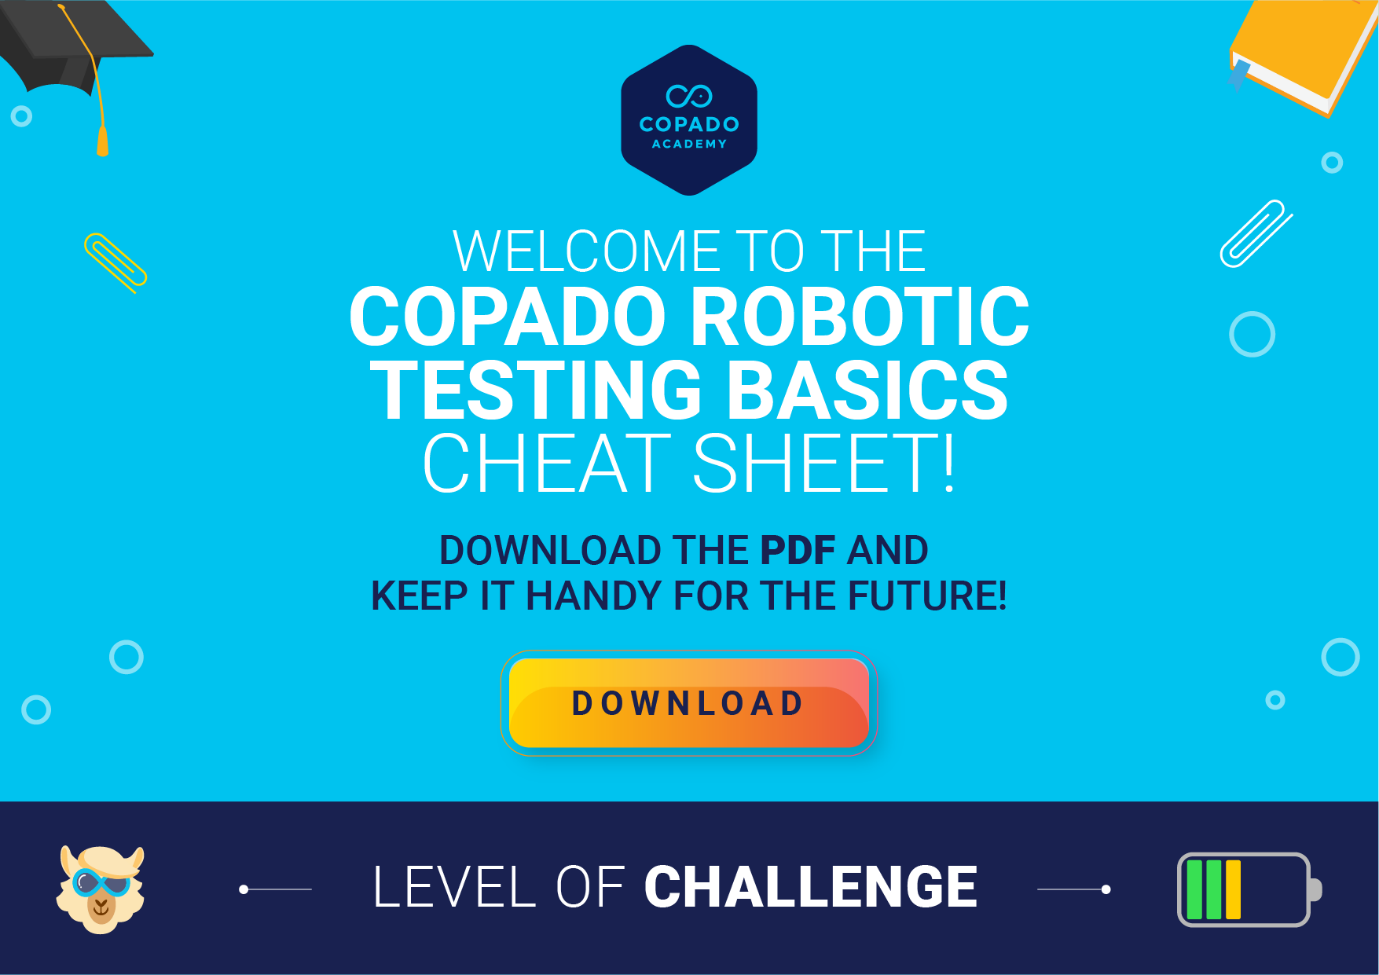 COPADO
ACADEMY
WELCOME TO THE
COPADO ROBOTIC
TESTING BASICS
CHEAT SHEET!
DOWNLOAD THE PDF AND
KEEP IT HANDY FOR THE FUTURE!
DOWNLOAD
LEVEL OF CHALLENGE